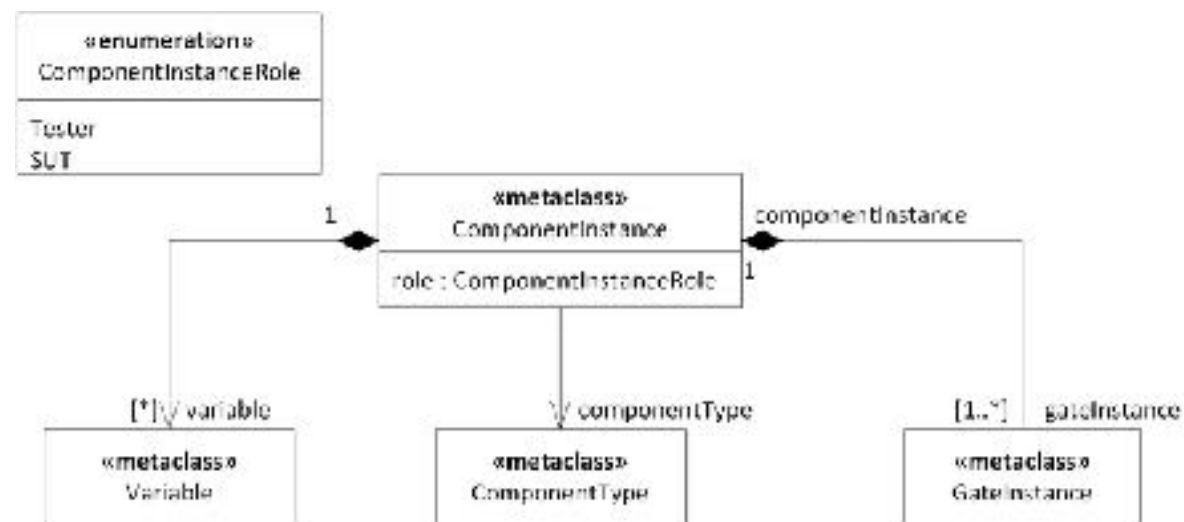 «enumeration»
ComponentInstanceRole
Tester
SUT
«metaclass»
ComponentInstance
role : ComponentInstanceRole
1
componentInstance
1
[*] variable
componentType
[1..*] gateInstance
«metaclass»
Variable
«metaclass»
ComponentType
«metaclass»
GateInstance